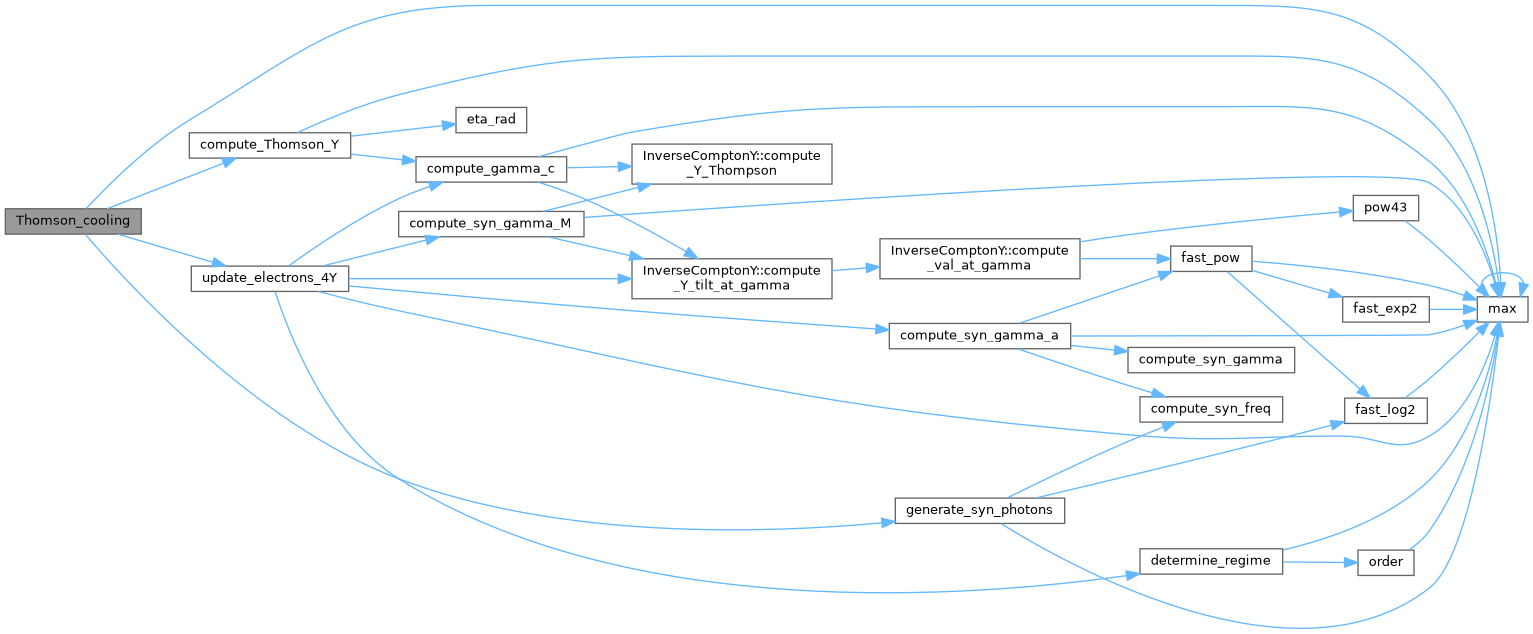 Thomson_cooling
compute_Thomson_Y
update_electrons_4Y
eta_rad
compute_gamma_c
compute_syn_gamma_M
InverseComptonY::compute
_Y_Thompson
InverseComptonY::compute
_Y_tilt_at_gamma
InverseComptonY::compute
_val_at_gamma
compute_syn_gamma_a
generate_syn_photons
pow43
fast_pow
fast_exp2
max
compute_syn_gamma
compute_syn_freq
fast_log2
determine_regime
order